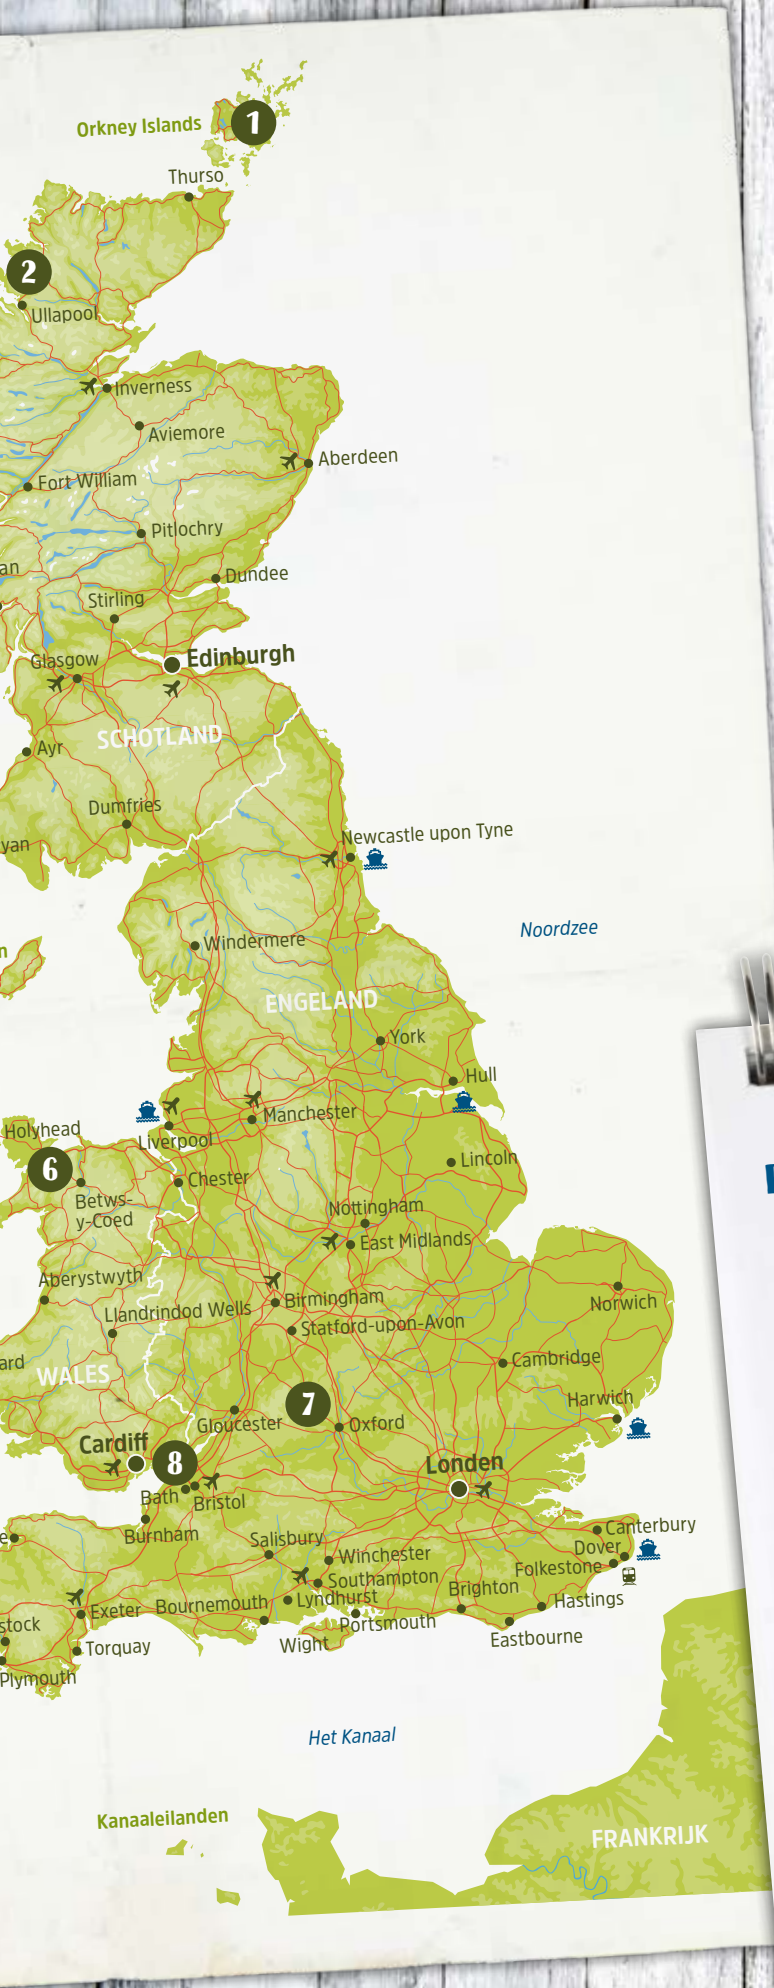 Orkney Islands
1
Thurso
2
Ullapool
Inverness
Aviemore
Aberdeen
Fort William
Pitlochry
an
Dundee
Stirling
Edinburgh
Glasgow
SCHOTLAND
Ayr
Dumfries
Newcastle upon Tyne
yan
Noordzee
Windermere
n
ENGELAND
York
Hull
Manchester
Holyhead
Liverpool
6
Lincoln
Chester
Betws-
y-Coed
Nottingham
East Midlands
Aberystwyth
Birmingham
Norwich
Llandrindod Wells
Statford-upon-Avon
ard
Cambridge
WALES
Harwich
7
Gloucester
Oxford
Cardiff
8
Londen
Bath
Bristol
Canterbury
Burnham
e
Salisbury
Dover
Winchester
Folkestone
Southampton
Brighton
Lyndhurst
Hastings
Exeter
Bournemouth
stock
Portsmouth
Torquay
Wight
Eastbourne
Plymouth
Het Kanaal
Kanaaleilanden
FRANKRIJK